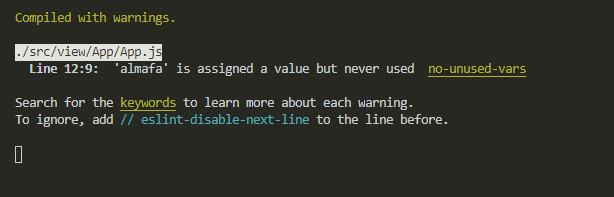 Compiled with warnings.
./src/view/App/App.js
Line 12:9:  'almafa' is assigned a value but never used  no-unused-vars
Search for the keywords to learn more about each warning.
To ignore, add // eslint-disable-next-line to the line before.